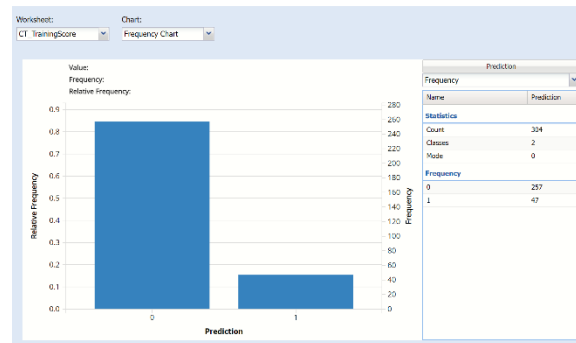 Worksheet: Chart:
CT_TrainingScore Frequency Chart
Value:
Frequency:
Relative Frequency:
0.9
0.8
0.7
0.6
0.5
0.4
0.3
0.2
0.1
0.0
Relative Frequency
280
260
240
220
200
180
160
140
120
100
80
60
40
20
0
Frequency
0 1
Prediction
Prediction
Frequency
Name Prediction
Statistics
Count 304
Classes 2
Mode 0
Frequency
0 257
1 47